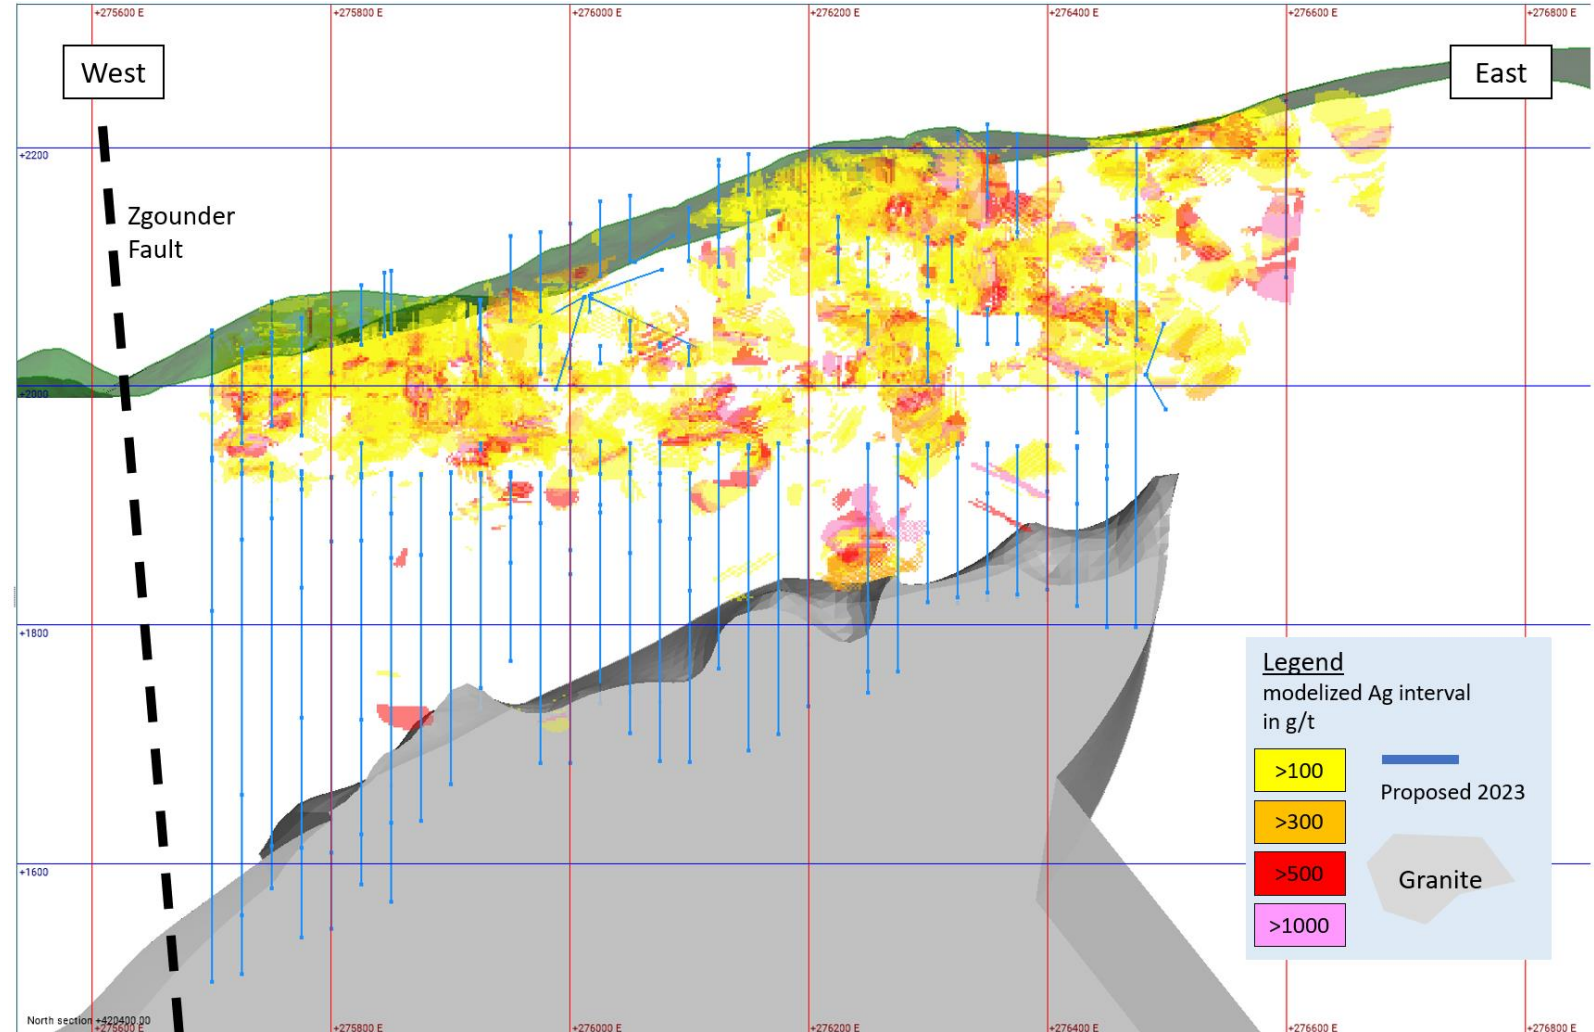 +275600 E
+275800 E
+276000 E
+276200 E
+276400 E
+276600 E
+276800 E
West
East
+2200
Zgounder
Fault
+2000
+1800
+1600
Legend
modelized Ag interval
in g/t
>100
>300
>500
>1000
Proposed 2023
Granite
North section +420400.00
+275600 E
+275800 E
+276000 E
+276200 E
+276400 E
+276600 E
+276800 E